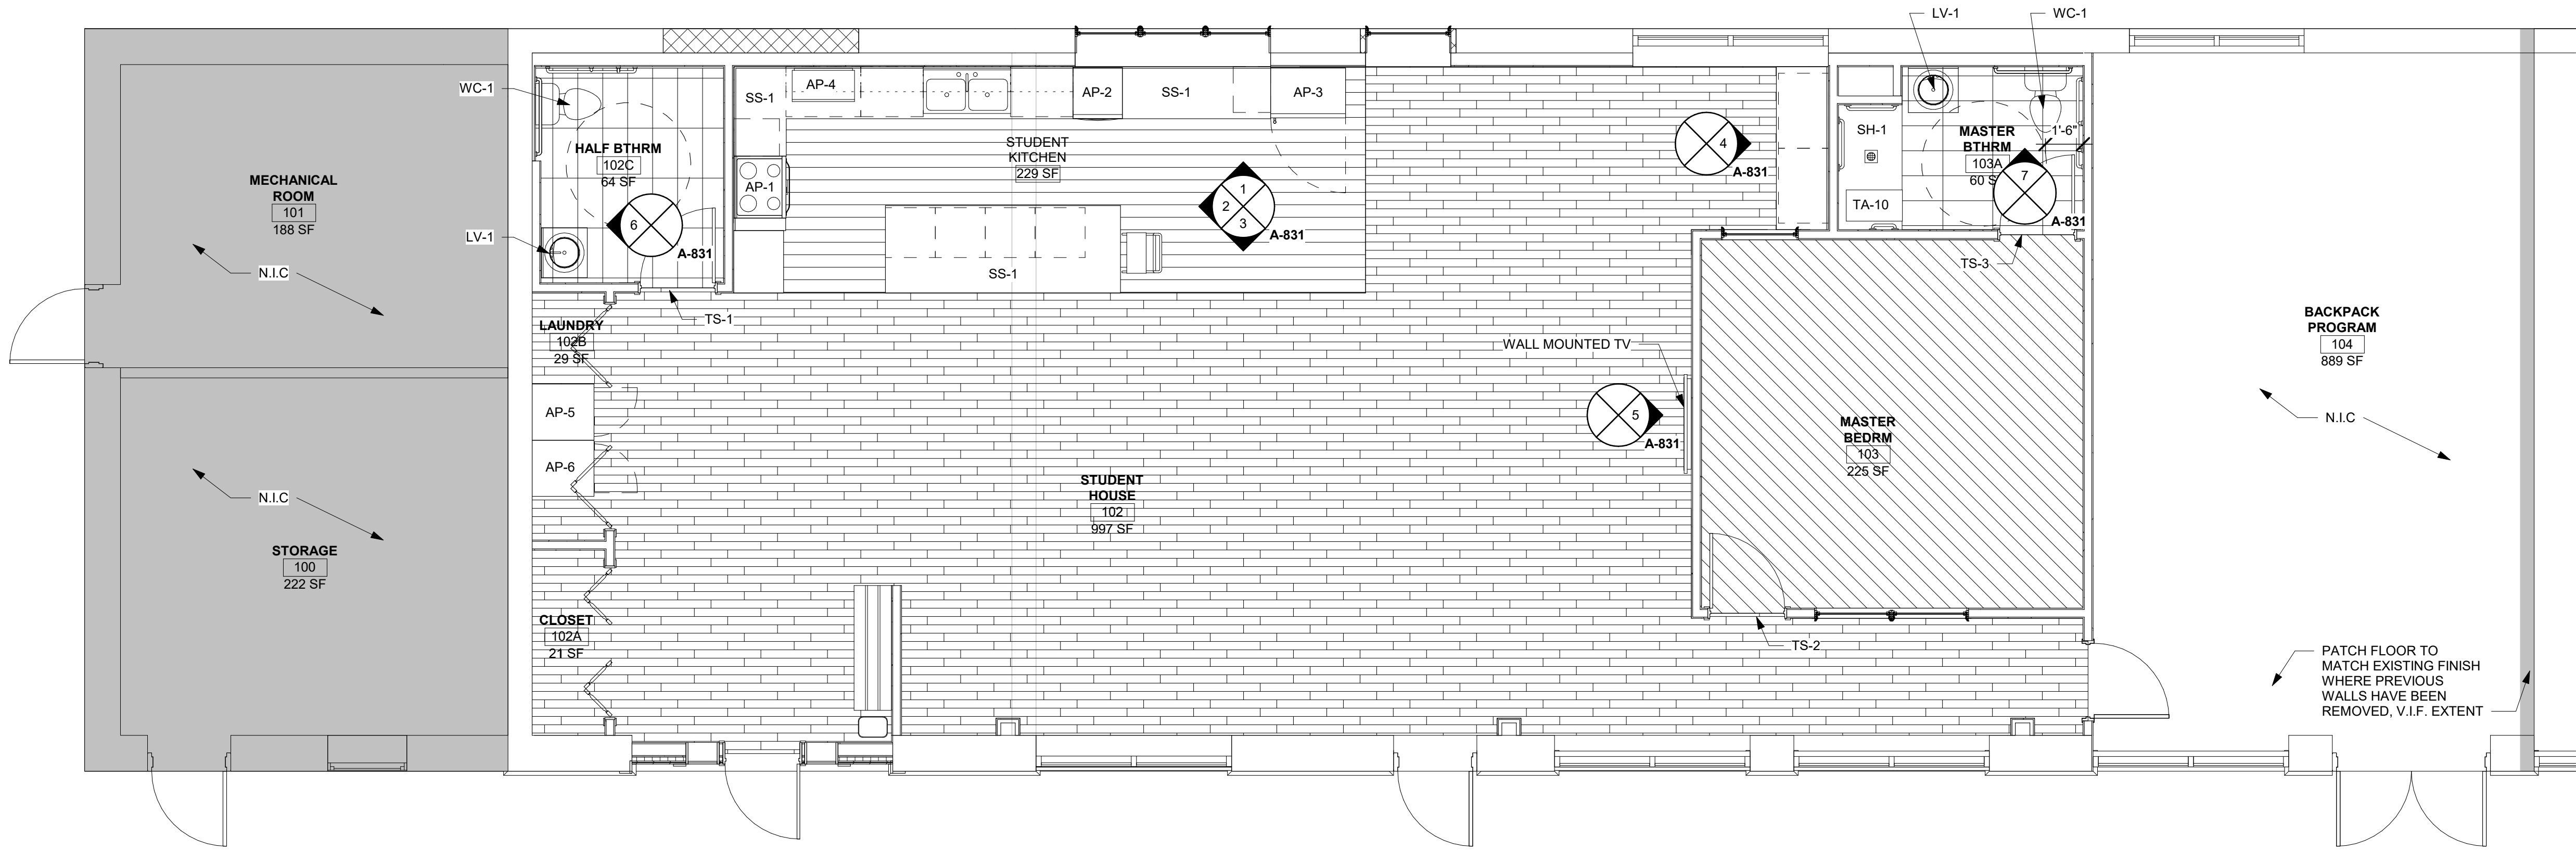 LV-1
WC-1
WC-1
SS-1
AP-4
AP-2
SS-1
AP-3
HALF BTHRM
102C
64 SF
AP-1
STUDENT
KITCHEN
229 SF
1
2
3
A-831
4
A-831
SH-1
MASTER
BTHRM
103A
60 S
1'-6"
7
A-831
TA-10
MECHANICAL
ROOM
101
188 SF
N.I.C
LV-1
6
A-831
SS-1
TS-3
TS-1
LAUNDRY
102B
29 SF
WALL MOUNTED TV
BACKPACK
PROGRAM
104
889 SF
N.I.C
AP-5
AP-6
5
A-831
MASTER
BEDRM
103
225 SF
STUDENT
HOUSE
102
997 SF
N.I.C
STORAGE
100
222 SF
CLOSET
102A
21 SF
TS-2
PATCH FLOOR TO
MATCH EXISTING FINISH
WHERE PREVIOUS
WALLS HAVE BEEN
REMOVED, V.I.F. EXTENT